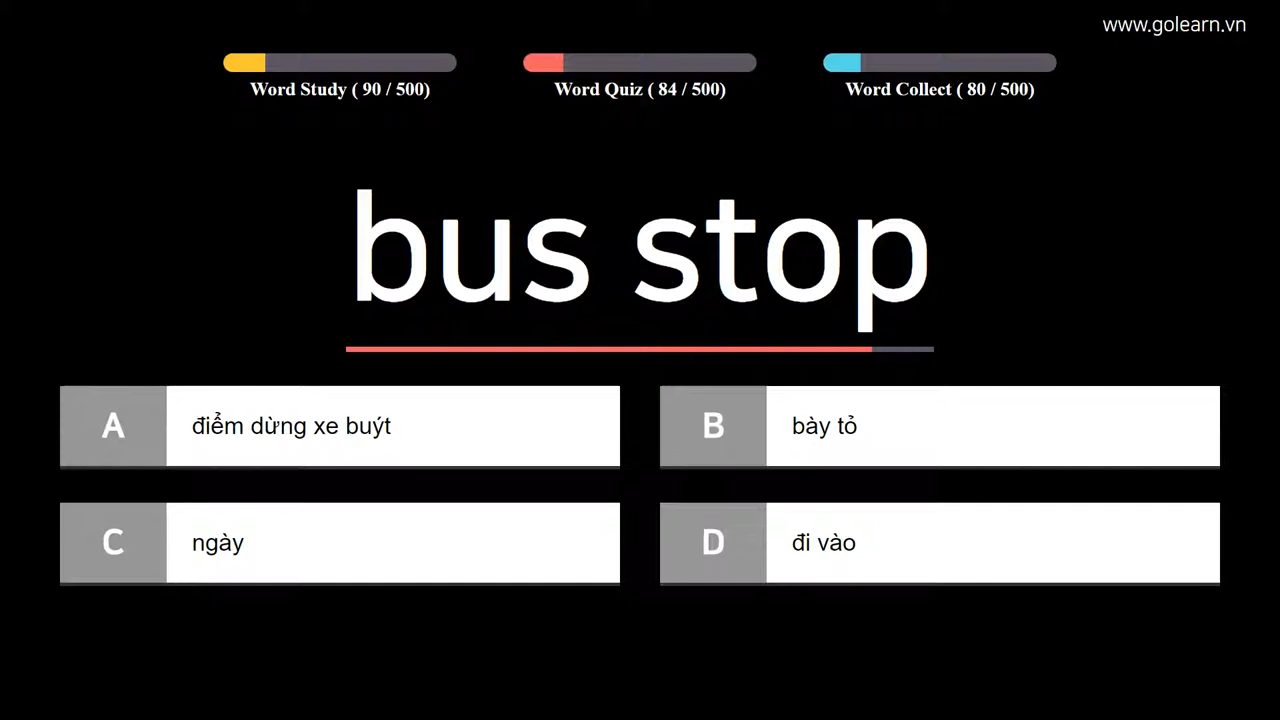 www.golearn.vn
Word Study ( 90 / 500)
Word Quiz ( 84 / 500)
Word Collect ( 80 / 500)
bus stop
A điểm dừng xe buýt
B bày tỏ
C ngày
D đi vào